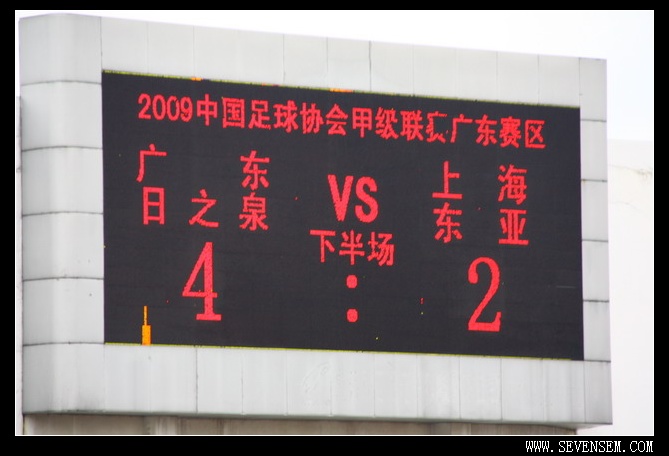 2009中国足球协会甲级联赛广东赛区
广东
日之泉
VS
上海
东亚
下半场
4 : 2
WWW.SEVENSEM.COM